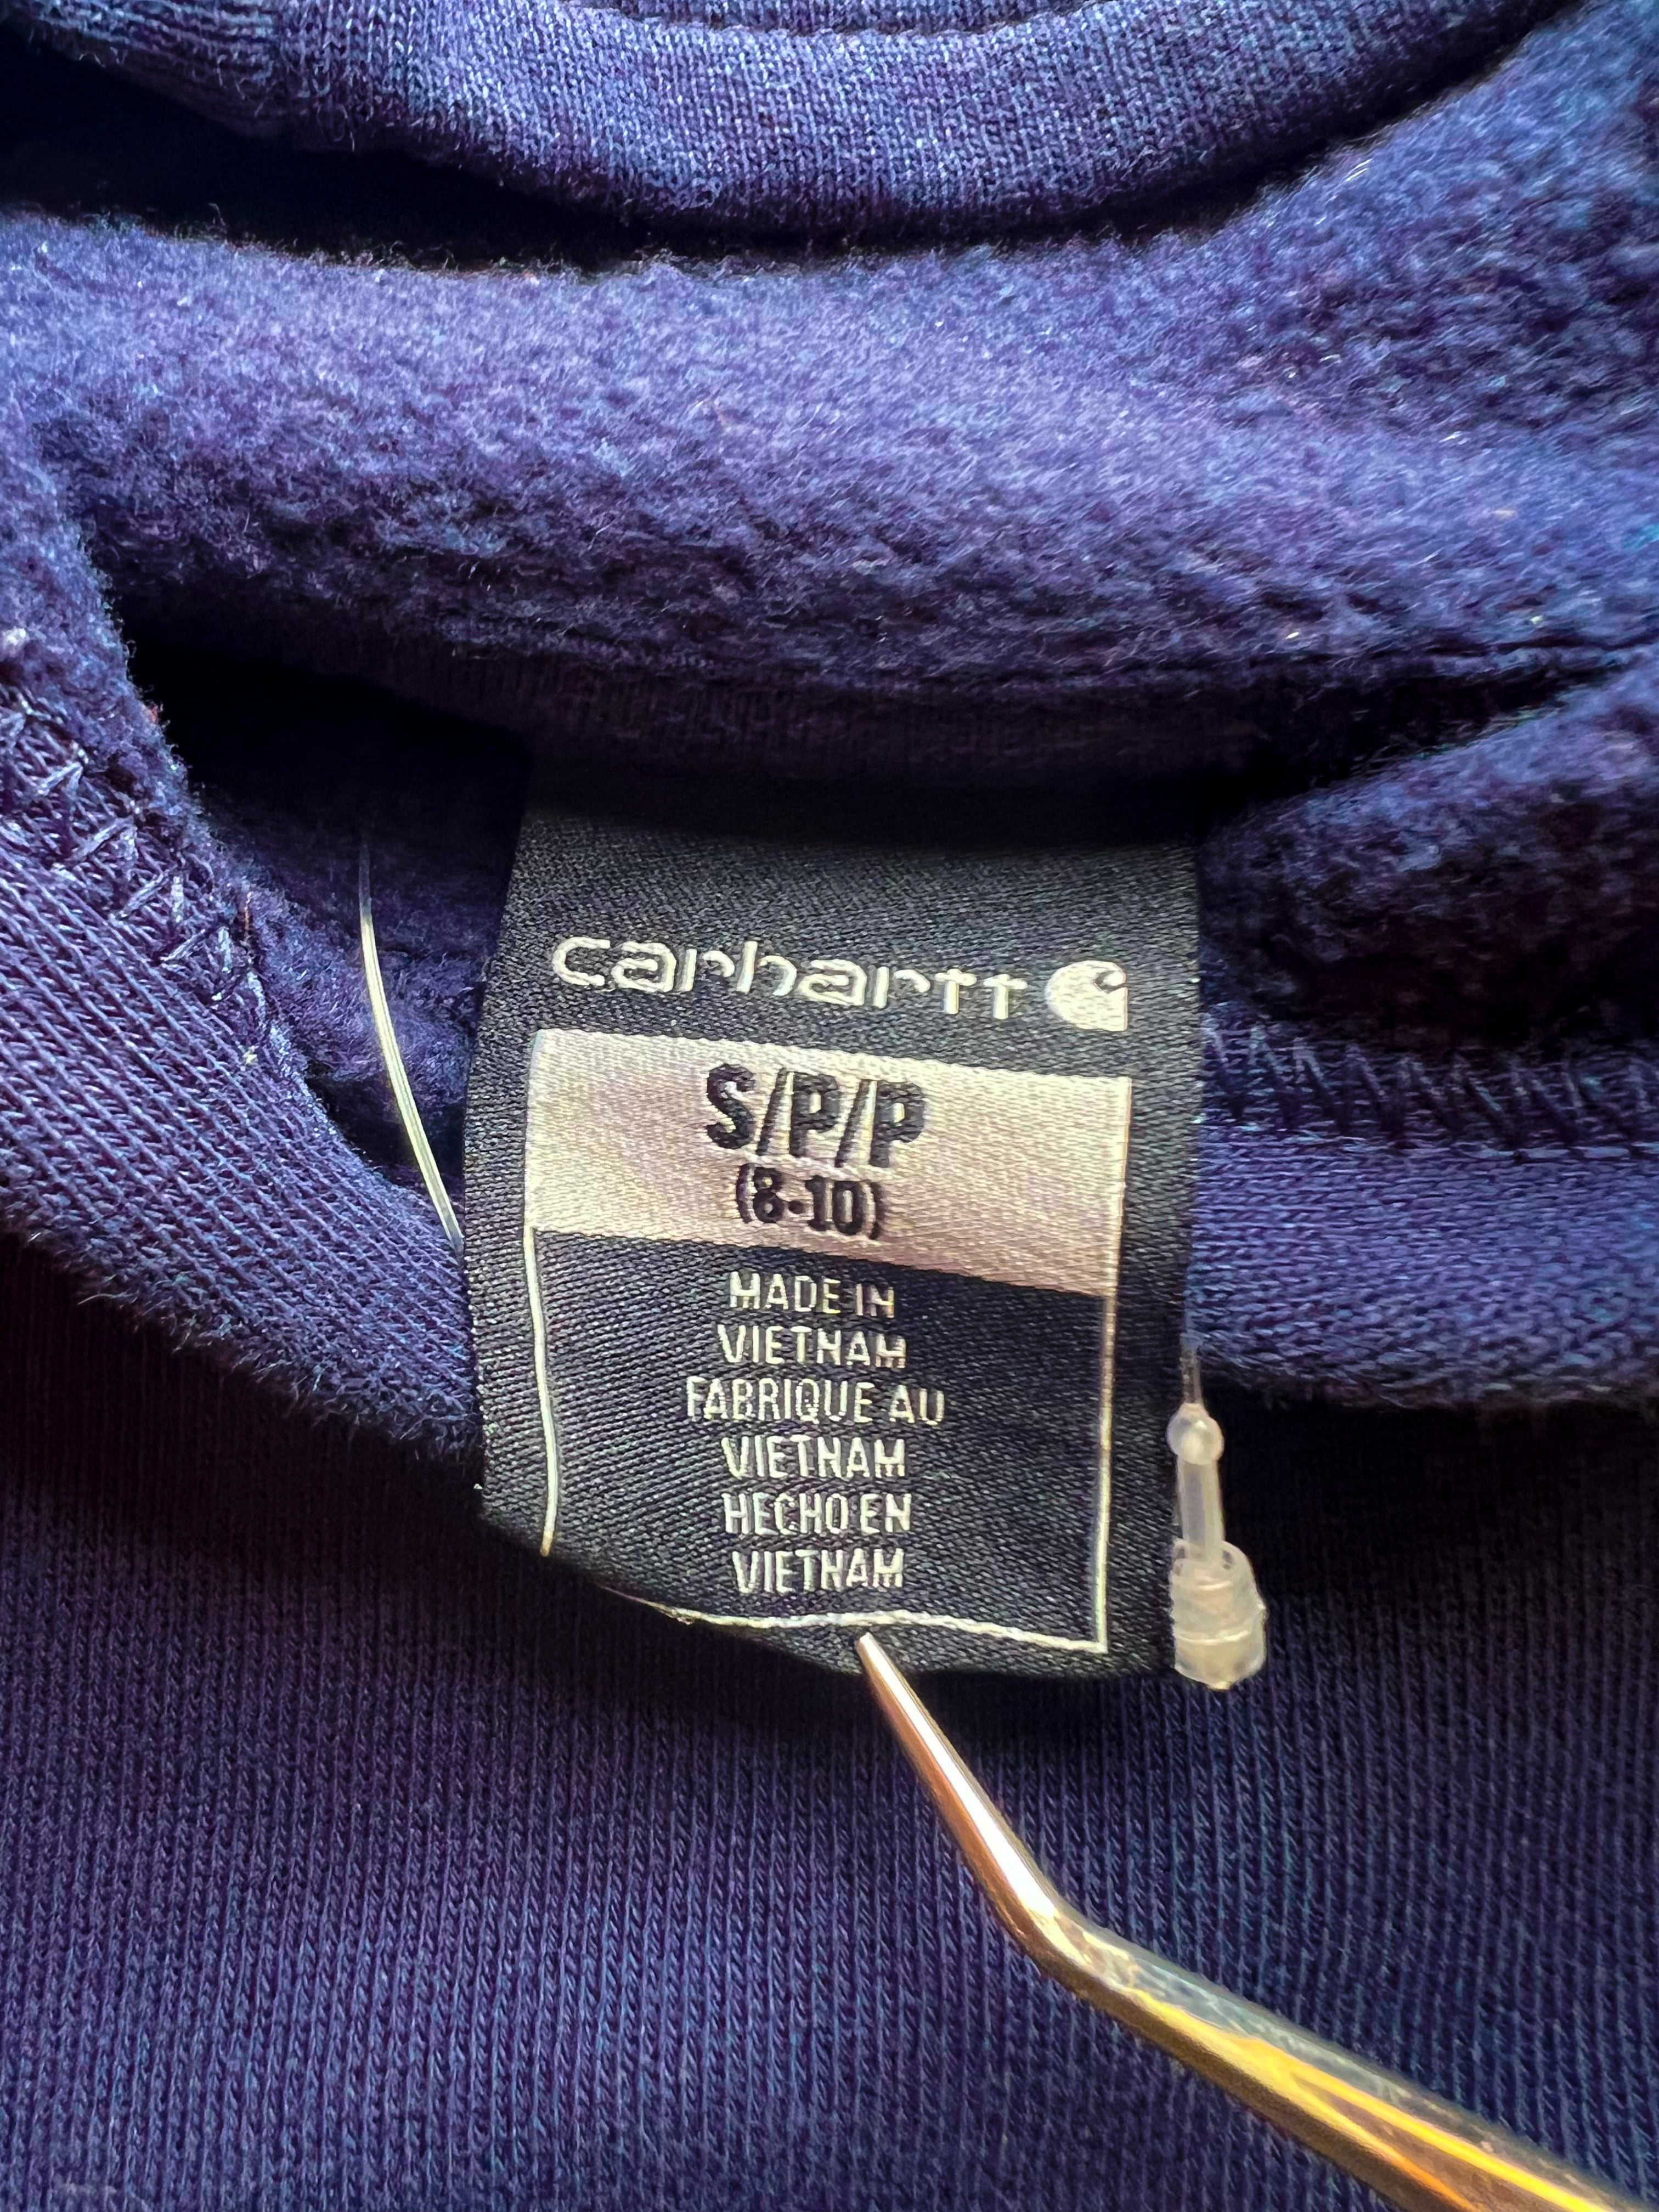 carhartt
S/P/P
(8-10)
MADE IN
VIETNAM
FABRIQUE AU
VIETNAM
HECHO EN
VIETNAM